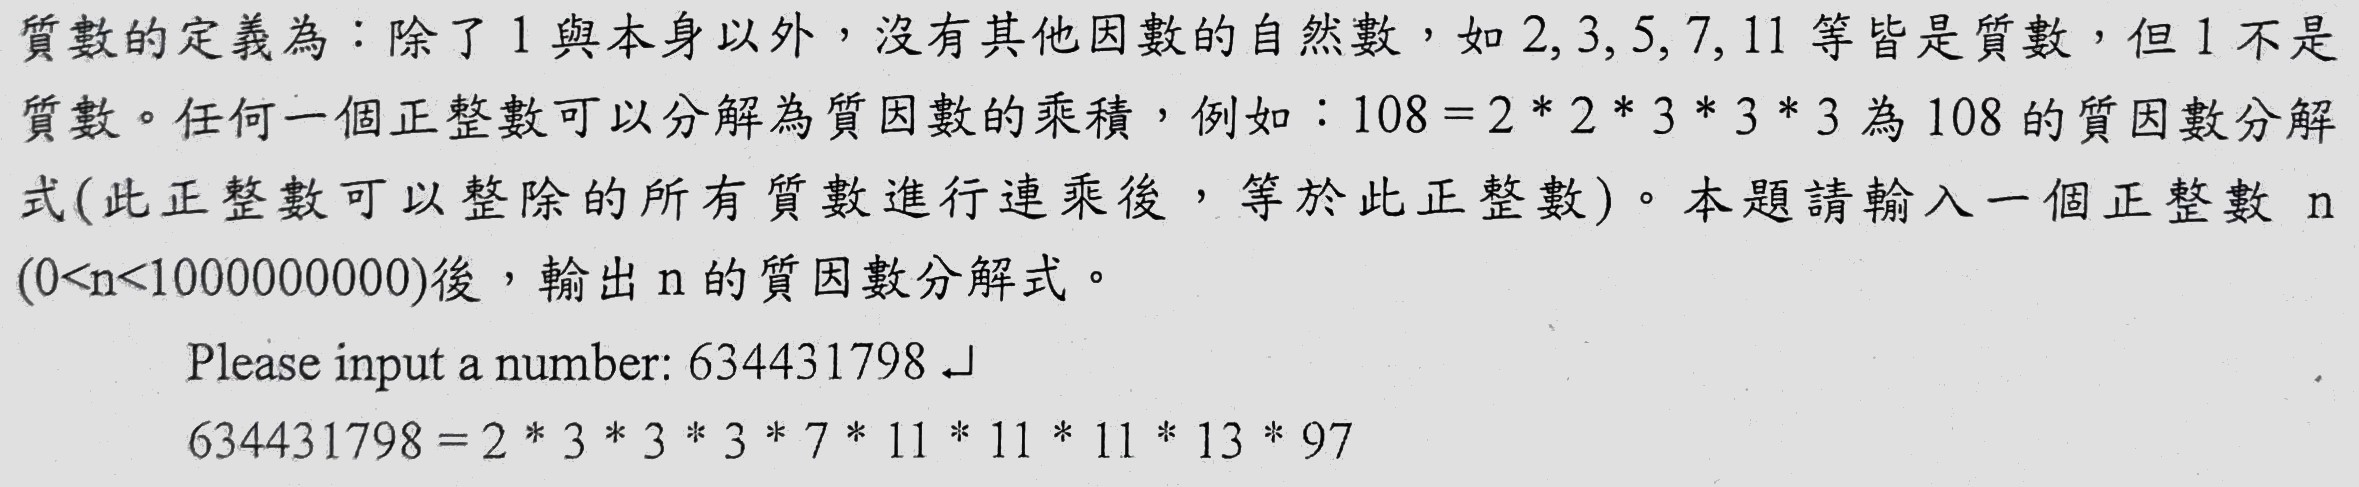 質數的定義為：除了 1 與本身以外，沒有其他因數的自然數，如 2, 3, 5, 7, 11 等皆是質數，但 1 不是
質數。任何一個正整數可以分解為質因數的乘積，例如：108 = 2 * 2 * 3 * 3 * 3 為 108 的質因數分解
式(此正整數可以整除的所有質數進行連乘後，等於此正整數)。本題請輸入一個正整數 n
(0<n<1000000000)後，輸出 n 的質因數分解式。
Please input a number: 634431798 ↵
634431798 = 2 * 3 * 3 * 3 * 7 * 11 * 11 * 11 * 13 * 97